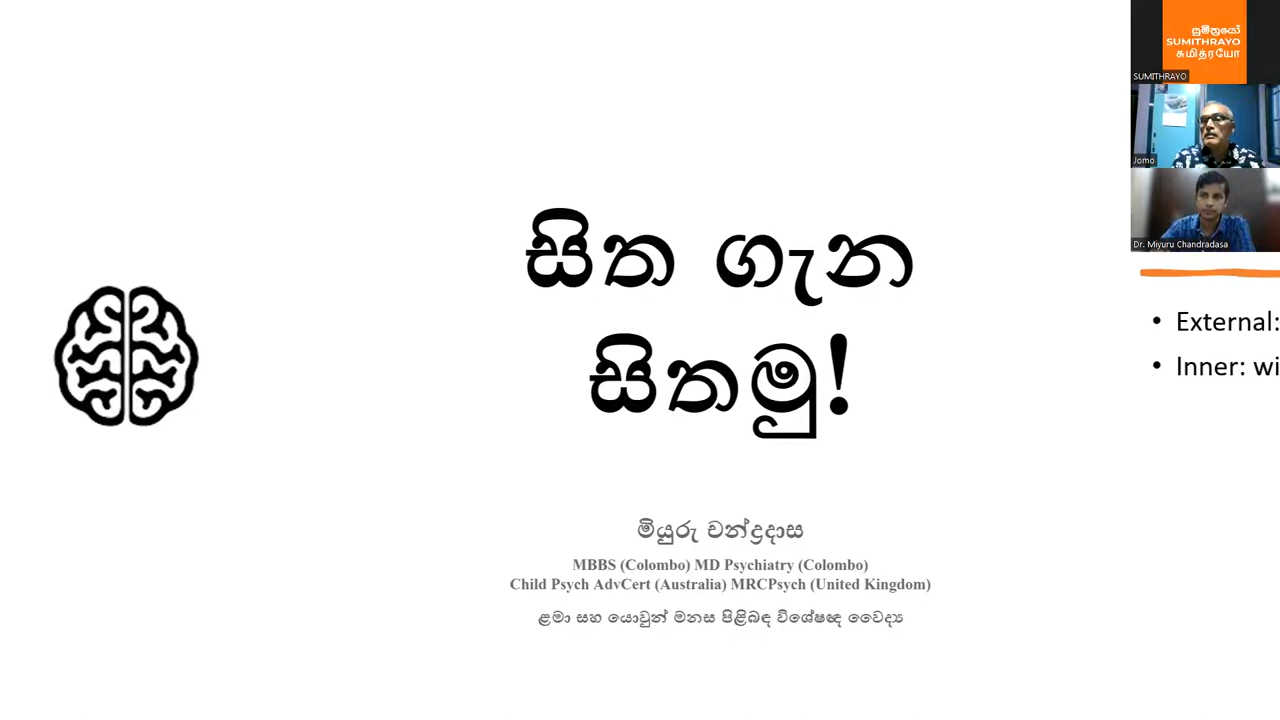 සිත ගැන
සිතමු!
මියුරු චන්ද්‍රදාස
MBBS (Colombo) MD Psychiatry (Colombo)
Child Psych AdvCert (Australia) MRCPsych (United Kingdom)
ළමා සහ යොවුන් මනස පිළිබඳ විශේෂඥ වෛද්‍ය
සුමිත්‍රයෝ
SUMITHRAYO
சுமித்ரயோ
SUMITHRAYO
Jomo
Dr. Miyuru Chandradasa
• External:
• Inner: wi